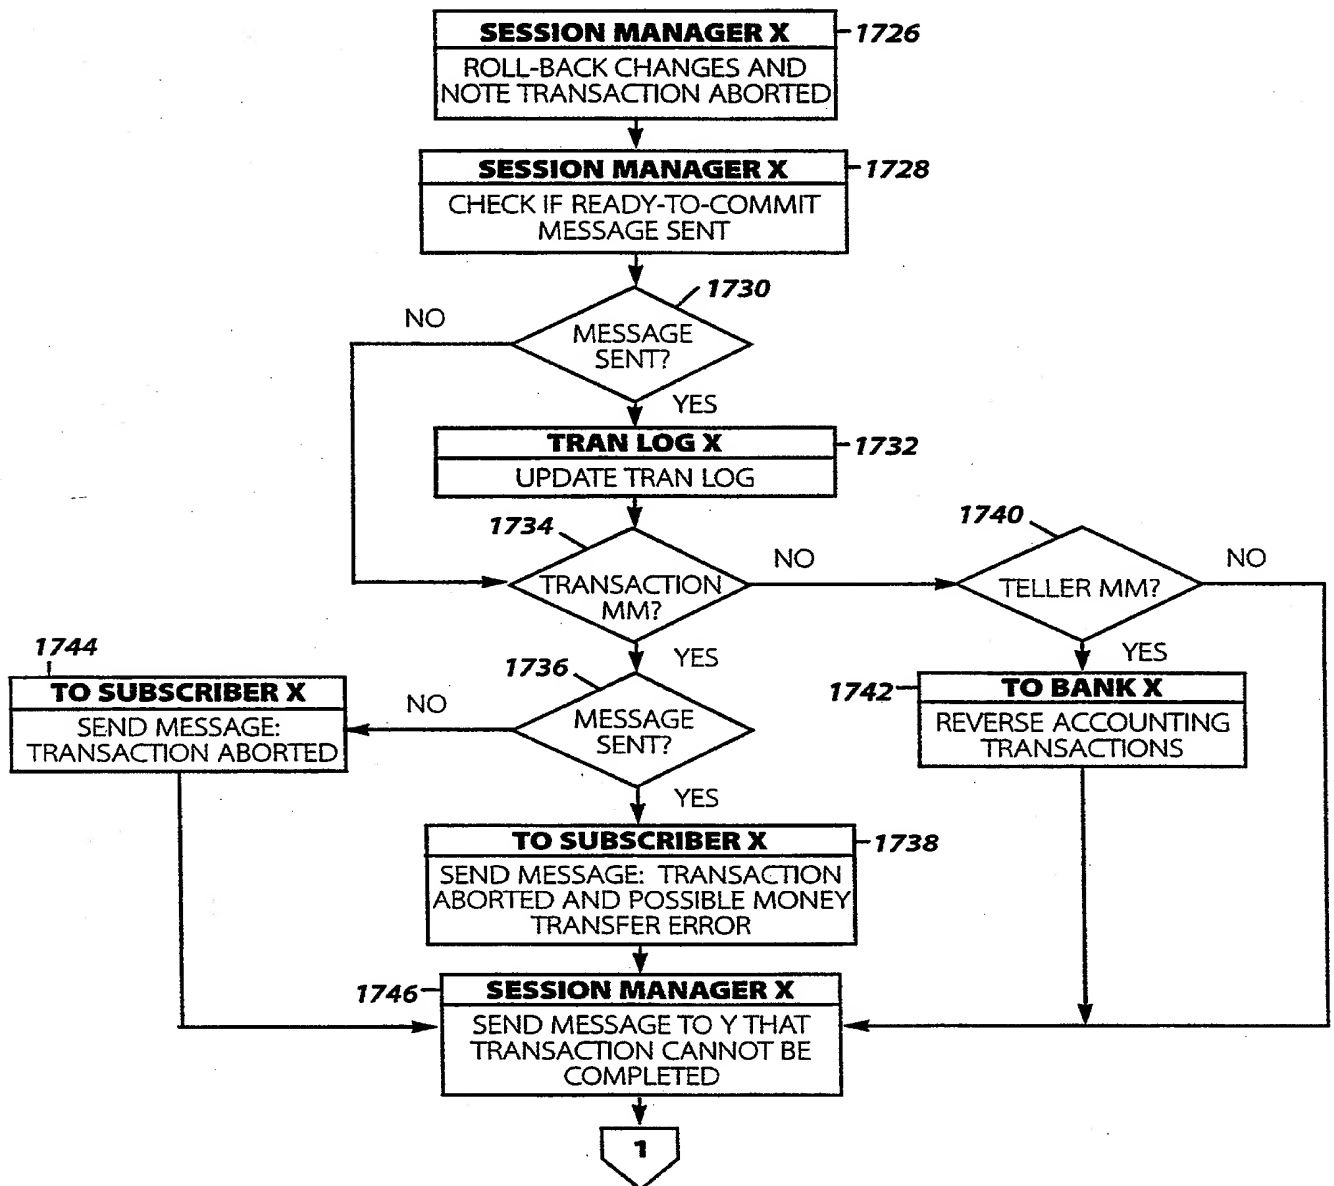 SESSION MANAGER X
1726
ROLL-BACK CHANGES AND
NOTE TRANSACTION ABORTED
SESSION MANAGER X
1728
CHECK IF READY-TO-COMMIT
MESSAGE SENT
1730
NO
MESSAGE
SENT?
YES
TRAN LOG X
1732
UPDATE TRAN LOG
1734
1740
NO
NO
TRANSACTION
MM?
TELLER MM?
1744
YES
YES
1736
TO SUBSCRIBER X
1742
TO BANK X
NO
SEND MESSAGE:
TRANSACTION ABORTED
MESSAGE
SENT?
REVERSE ACCOUNTING
TRANSACTIONS
YES
TO SUBSCRIBER X
1738
SEND MESSAGE: TRANSACTION
ABORTED AND POSSIBLE MONEY
TRANSFER ERROR
1746
SESSION MANAGER X
SEND MESSAGE TO Y THAT
TRANSACTION CANNOT BE
COMPLETED
1